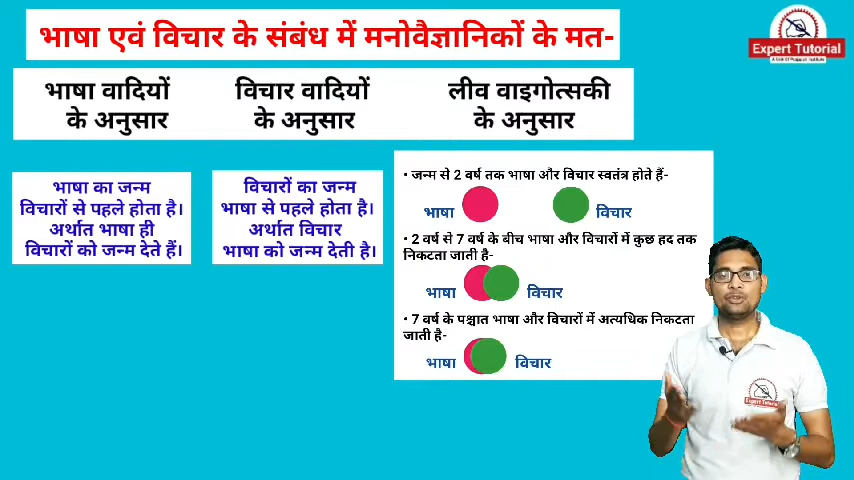 भाषा एवं विचार के संबंध में मनोवैज्ञानिकों के मत-
Expert Tutorial
भाषा वादियों
के अनुसार
विचार वादियों
के अनुसार
लीव वाइगोत्सकी
के अनुसार
भाषा का जन्म
विचारों से पहले होता है।
अर्थात भाषा ही
विचारों को जन्म देते हैं।
विचारों का जन्म
भाषा से पहले होता है।
अर्थात विचार
भाषा को जन्म देती है।
• जन्म से 2 वर्ष तक भाषा और विचार स्वतंत्र होते हैं-
भाषा विचार
• 2 वर्ष से 7 वर्ष के बीच भाषा और विचारों में कुछ हद तक
निकटता जाती है-
भाषा विचार
• 7 वर्ष के पश्चात भाषा और विचारों में अत्यधिक निकटता
जाती है-
भाषा विचार
Expert Tutorial